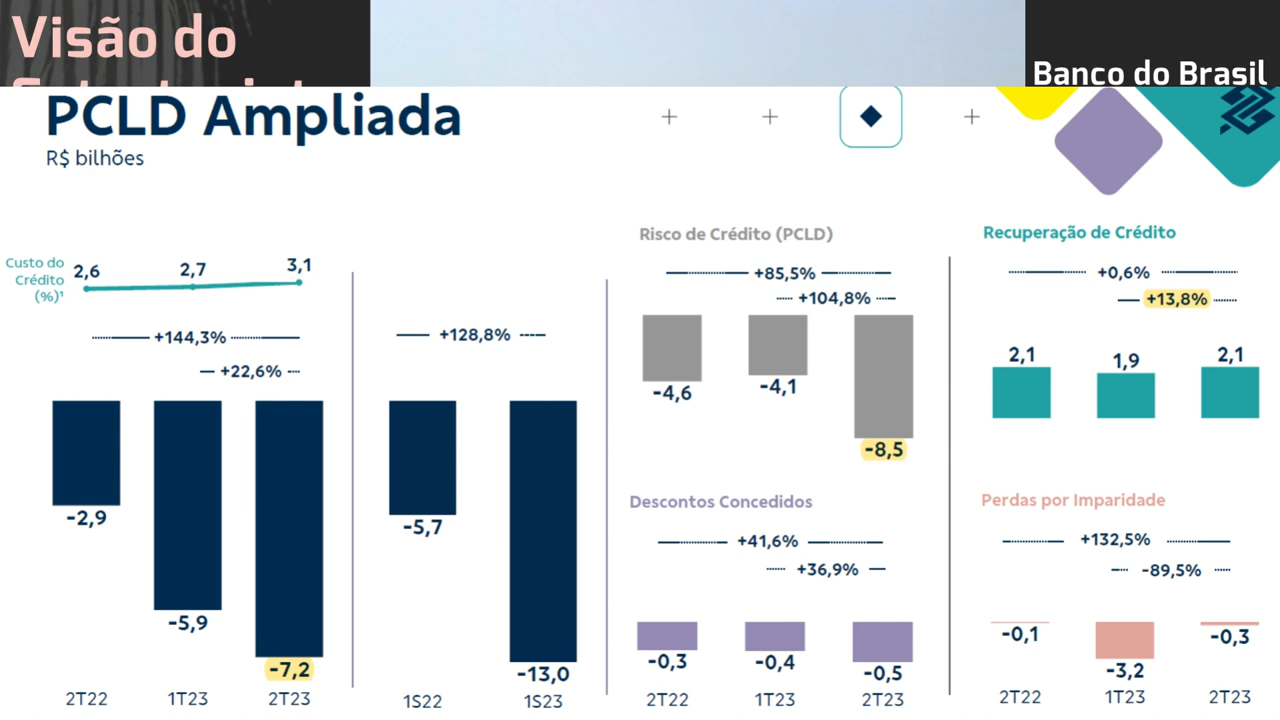 Visão do
Banco do Brasil
PCLD Ampliada
R$ bilhões
Custo do
Crédito
(%)¹
2,6 2,7 3,1
+144,3%
+22,6%
-2,9
-5,9
-7,2
2T22 1T23 2T23
+128,8%
-5,7
-13,0
1S22 1S23
Risco de Crédito (PCLD)
+85,5%
+104,8%
-4,6 -4,1
-8,5
Descontos Concedidos
+41,6%
+36,9%
-0,3 -0,4 -0,5
2T22 1T23 2T23
Recuperação de Crédito
+0,6%
+13,8%
2,1 1,9 2,1
Perdas por Imparidade
+132,5%
-89,5%
-0,1 -3,2 -0,3
2T22 1T23 2T23